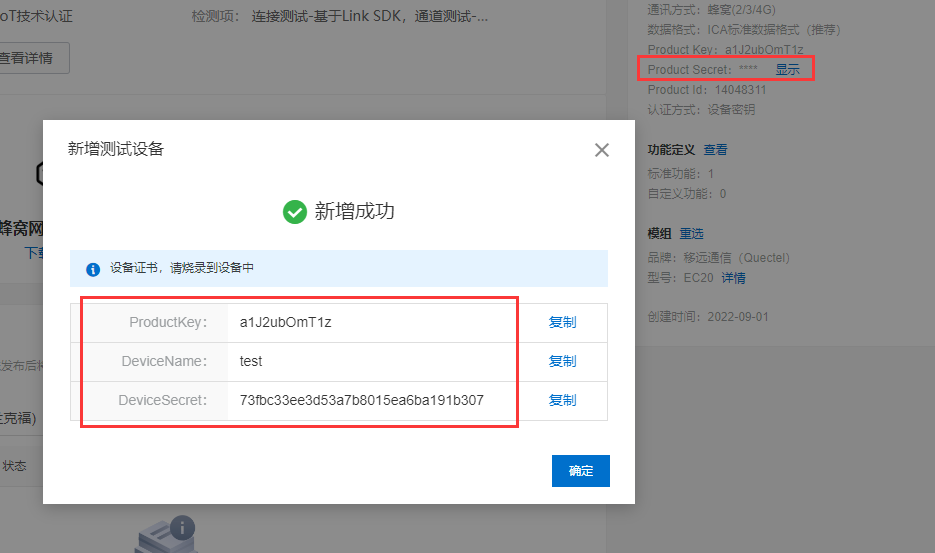 oT技术认证
检测项： 连接测试-基于Link SDK，通道测试-...
查看详情
通讯方式：蜂窝(2/3/4G)
数据格式：ICA标准数据格式（推荐）
Product Key：a1J2ubOmT1z
Product Secret：**** 显示
Product Id：14048311
认证方式：设备密钥
功能定义 查看
标准功能：1
自定义功能：0
模组 重选
品牌：移远通信（Quectel）
型号：EC20 详情
创建时间：2022-09-01
蜂窝网
下载
发布后将
兰克福)
状态
新增测试设备
新增成功
设备证书，请烧录到设备中
ProductKey： a1J2ubOmT1z 复制
DeviceName： test 复制
DeviceSecret： 73fbc33ee3d53a7b8015ea6ba191b307 复制
确定